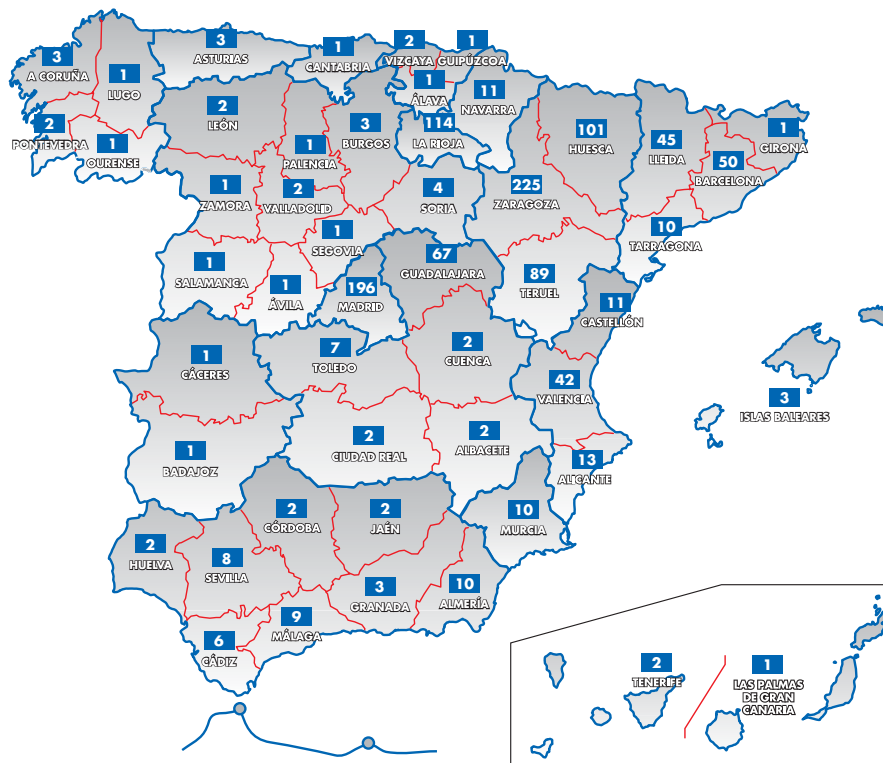 3
A CORUÑA
1
LUGO
3
ASTURIAS
1
CANTABRIA
2
VIZCAYA
1
GUIPÚZCOA
1
ÁLAVA
11
NAVARRA
2
PONTEVEDRA
1
OURENSE
2
LEÓN
1
PALENCIA
3
BURGOS
114
LA RIOJA
101
HUESCA
45
LLEIDA
1
GIRONA
50
BARCELONA
1
ZAMORA
2
VALLADOLID
4
SORIA
225
ZARAGOZA
10
TARRAGONA
1
SALAMANCA
1
ÁVILA
1
SEGOVIA
67
GUADALAJARA
196
MADRID
89
TERUEL
11
CASTELLÓN
1
CÁCERES
7
TOLEDO
2
CUENCA
42
VALENCIA
3
ISLAS BALEARES
1
BADAJOZ
2
CIUDAD REAL
2
ALBACETE
13
ALICANTE
2
HUELVA
8
SEVILLA
2
CÓRDOBA
2
JAÉN
10
MURCIA
6
CÁDIZ
9
MÁLAGA
3
GRANADA
10
ALMERÍA
2
TENERIFE
1
LAS PALMAS
DE GRAN
CANARIA